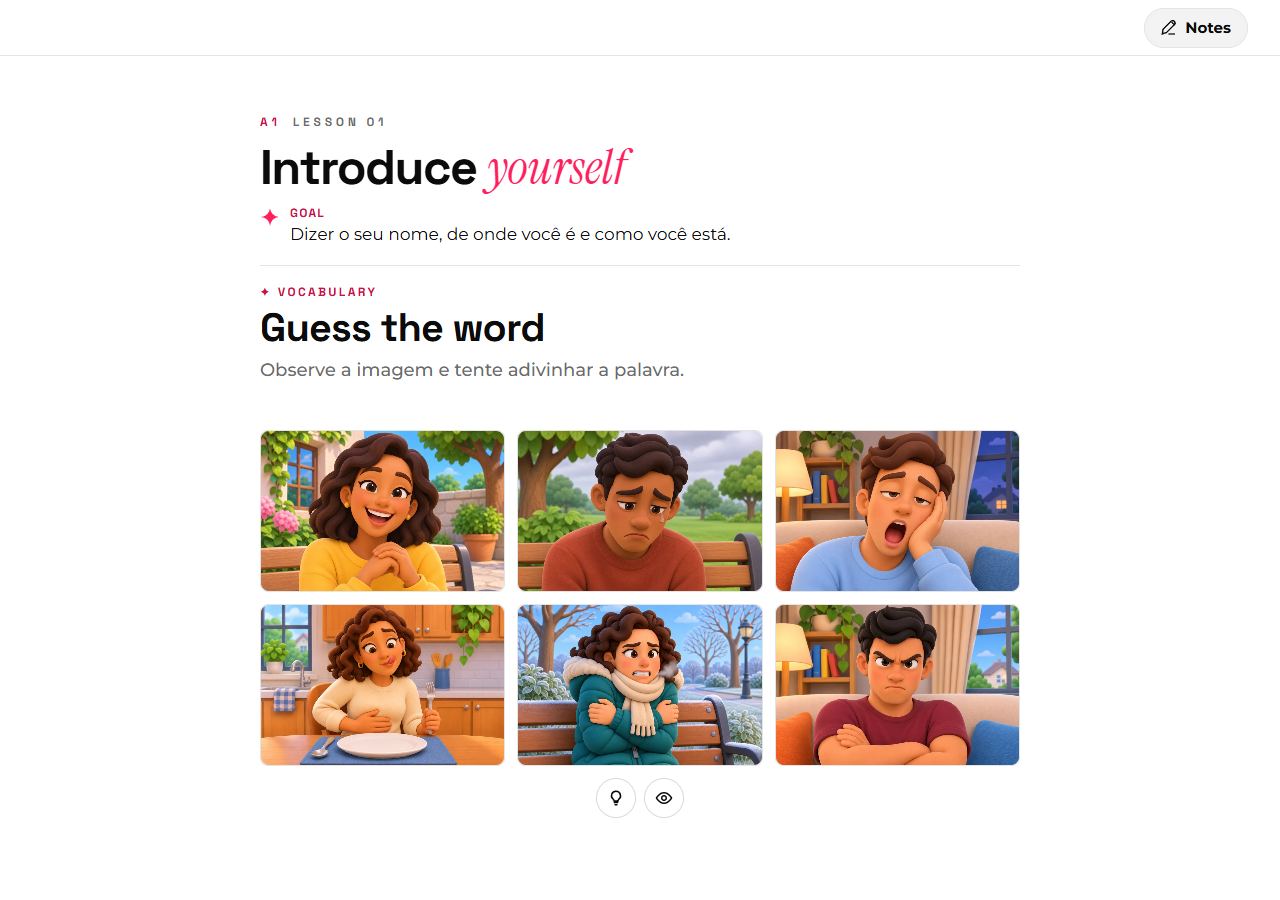 Notes
A1 LESSON 01
Introduce yourself
GOAL
Dizer o seu nome, de onde você é e como você está.
VOCABULARY
Guess the word
Observe a imagem e tente adivinhar a palavra.